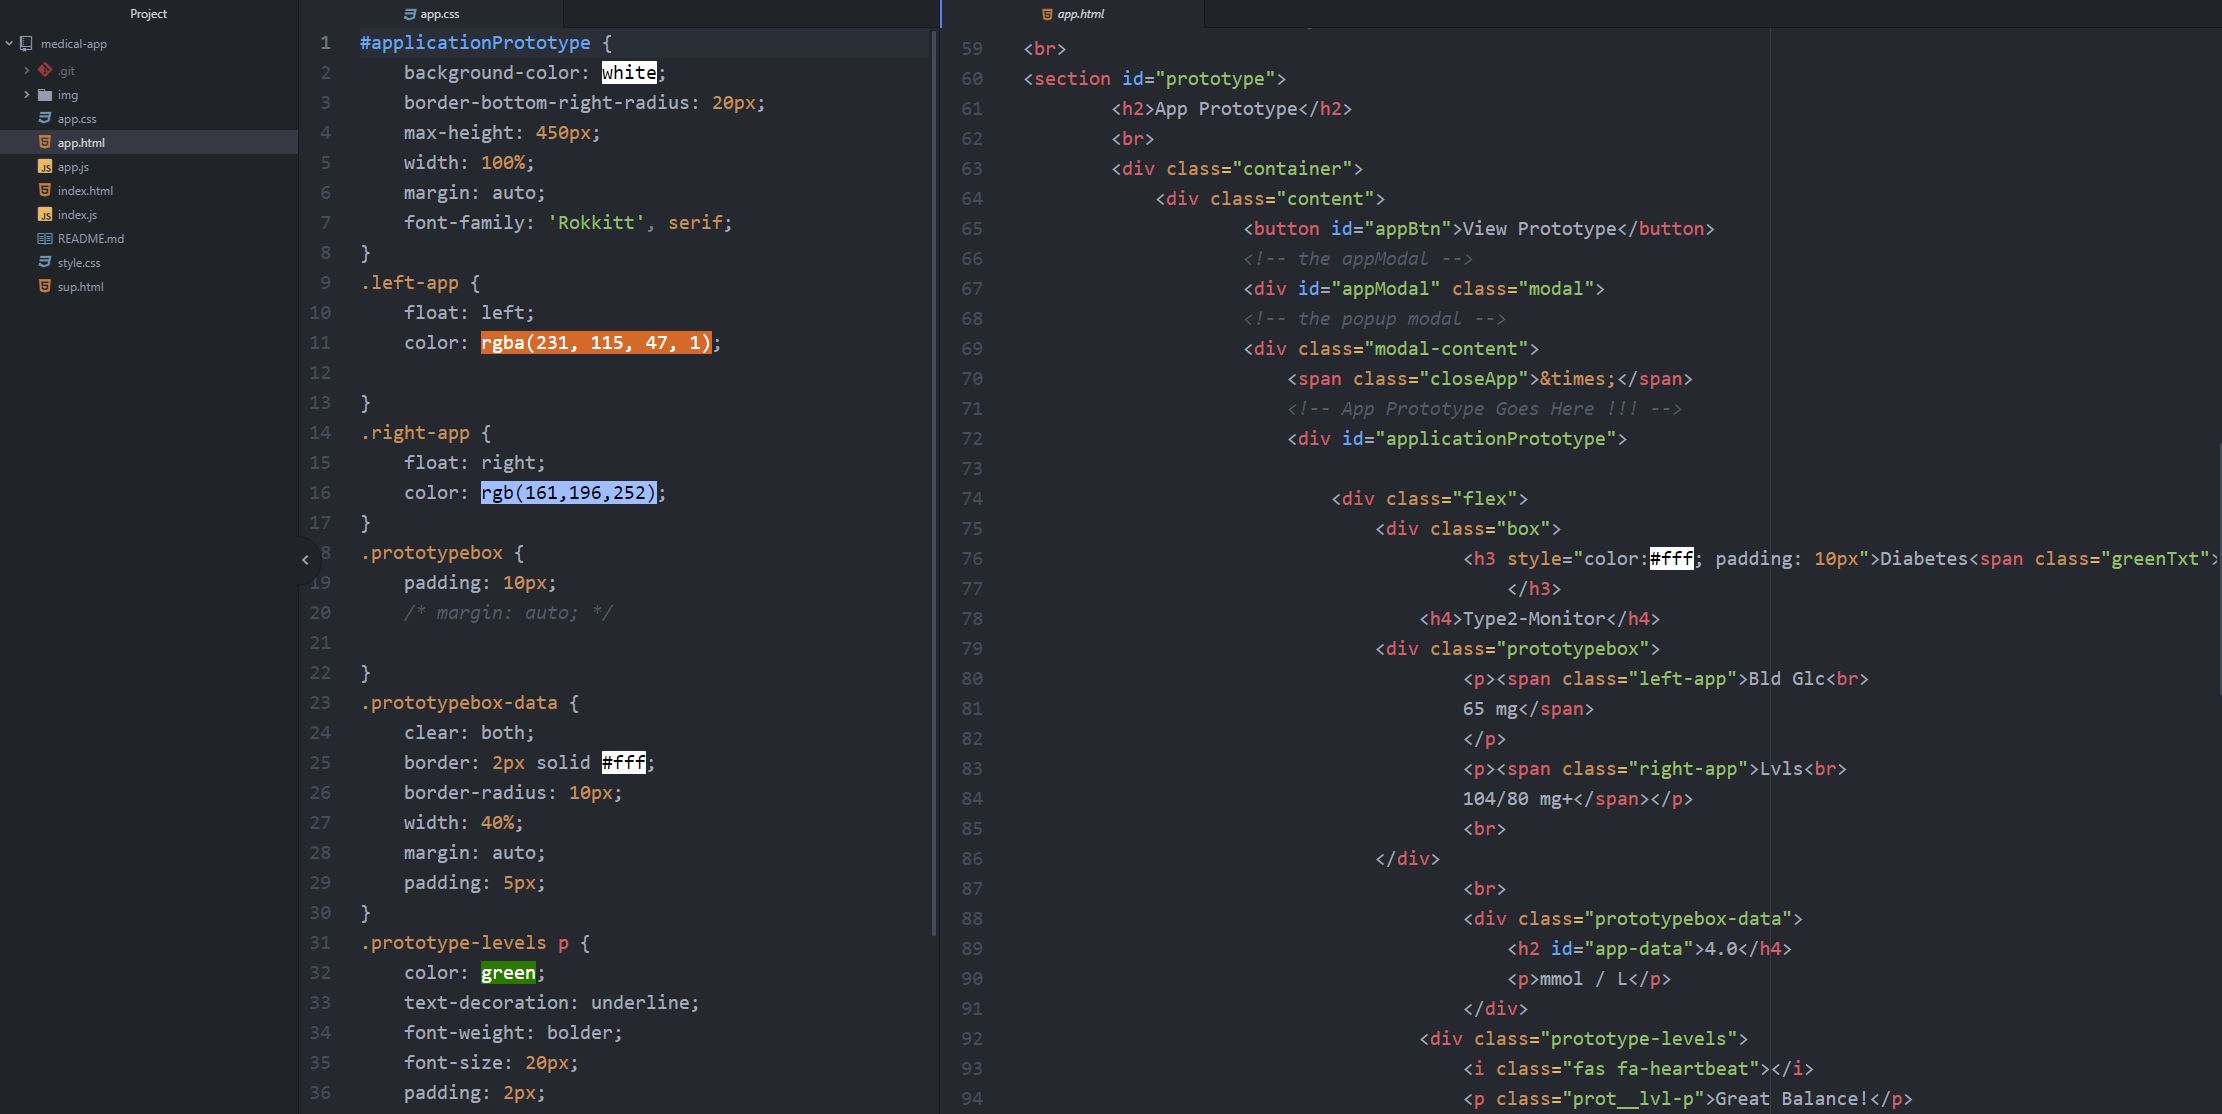 Project
medical-app
.git
img
app.css
app.html
app.js
index.html
index.js
README.md
style.css
sup.html
app.css
1 #applicationPrototype {
2     background-color: white;
3     border-bottom-right-radius: 20px;
4     max-height: 450px;
5     width: 100%;
6     margin: auto;
7     font-family: 'Rokkitt', serif;
8 }
9 .left-app {
10     float: left;
11     color: rgba(231, 115, 47, 1);
12
13 }
14 .right-app {
15     float: right;
16     color: rgb(161,196,252);
17 }
8 .prototypebox {
19     padding: 10px;
20     /* margin: auto; */
21
22 }
23 .prototypebox-data {
24     clear: both;
25     border: 2px solid #fff;
26     border-radius: 10px;
27     width: 40%;
28     margin: auto;
29     padding: 5px;
30 }
31 .prototype-levels p {
32     color: green;
33     text-decoration: underline;
34     font-weight: bolder;
35     font-size: 20px;
36     padding: 2px;
app.html
59 <br>
60 <section id="prototype">
61 <h2>App Prototype</h2>
62 <br>
63 <div class="container">
64 <div class="content">
65 <button id="appBtn">View Prototype</button>
66 <!-- the appModal -->
67 <div id="appModal" class="modal">
68 <!-- the popup modal -->
69 <div class="modal-content">
70 <span class="closeApp">&times;</span>
71 <!-- App Prototype Goes Here !!! -->
72 <div id="applicationPrototype">
73
74 <div class="flex">
75 <div class="box">
76 <h3 style="color:#fff; padding: 10px">Diabetes<span class="greenTxt">
77 </h3>
78 <h4>Type2-Monitor</h4>
79 <div class="prototypebox">
80 <p><span class="left-app">Bld Glc<br>
81 65 mg</span>
82 </p>
83 <p><span class="right-app">Lvls<br>
84 104/80 mg+</span></p>
85 <br>
86 </div>
87 <br>
88 <div class="prototypebox-data">
89 <h2 id="app-data">4.0</h4>
90 <p>mmol / L</p>
91 </div>
92 <div class="prototype-levels">
93 <i class="fas fa-heartbeat"></i>
94 <p class="prot__lvl-p">Great Balance!</p>